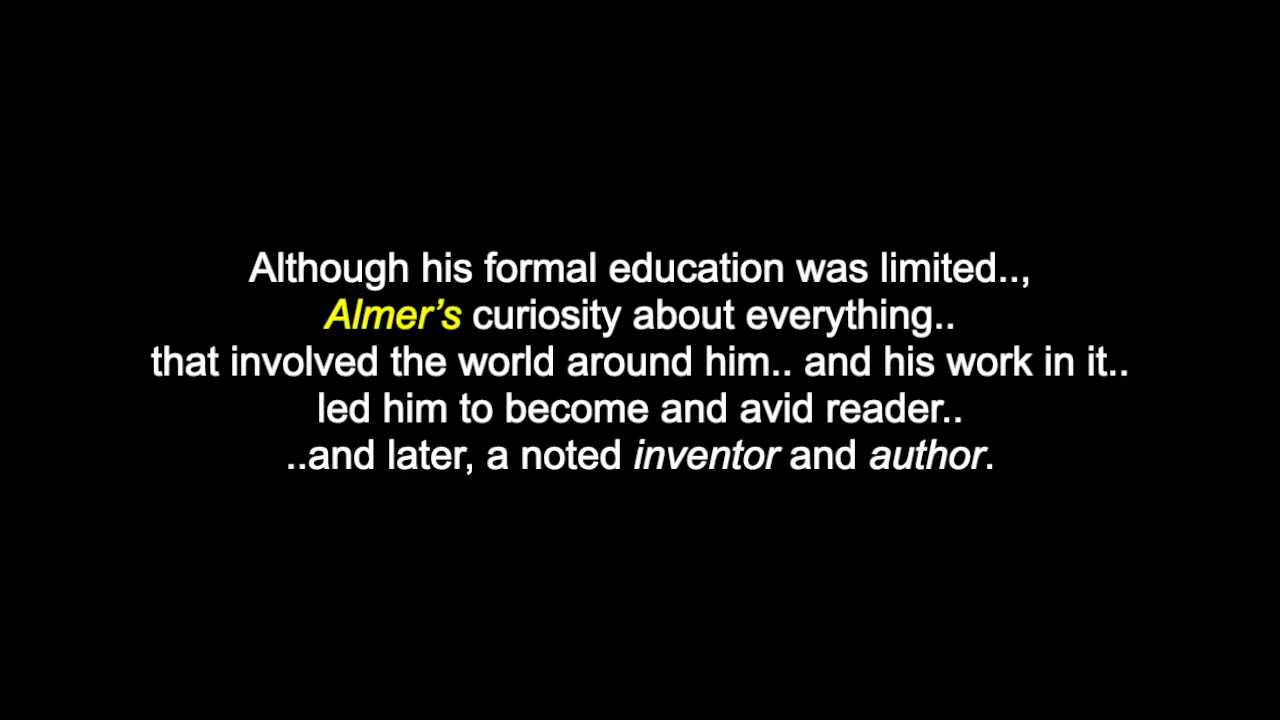 Although his formal education was limited..,
Almer’s curiosity about everything..
that involved the world around him.. and his work in it..
led him to become and avid reader..
..and later, a noted inventor and author.